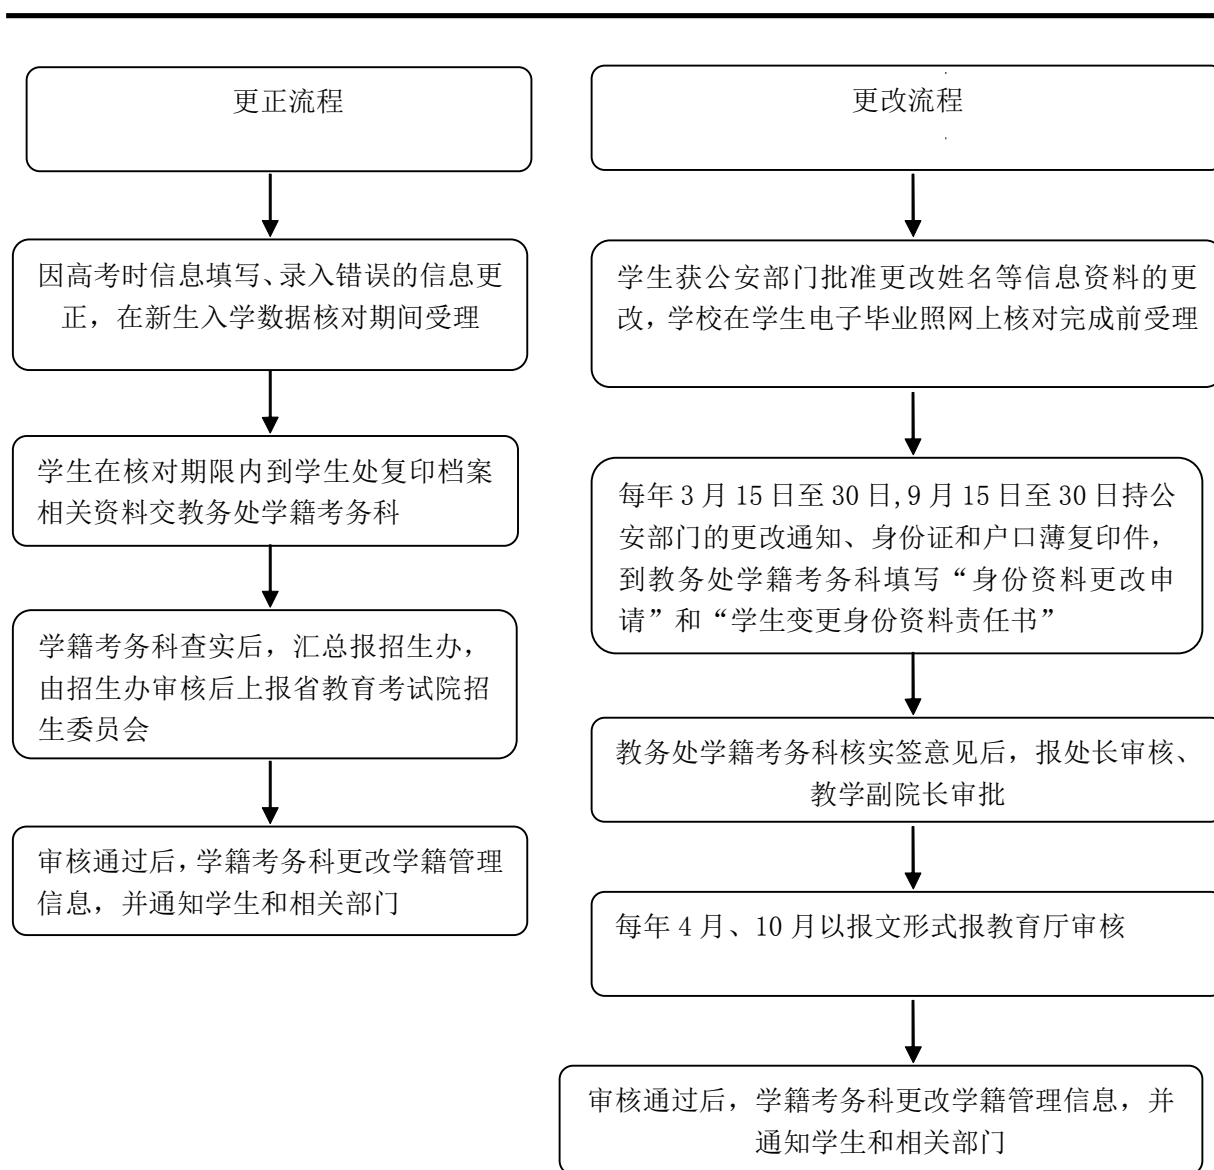 更正流程
因高考时信息填写、录入错误的信息更
正，在新生入学数据核对期间受理
学生在核对期限内到学生处复印档案
相关资料交教务处学籍考务科
学籍考务科查实后，汇总报招生办，
由招生办审核后上报省教育考试院招
生委员会
审核通过后，学籍考务科更改学籍管理
信息，并通知学生和相关部门
更改流程
学生获公安部门批准更改姓名等信息资料的更
改，学校在学生电子毕业照网上核对完成前受理
每年 3 月 15 日至 30 日,9 月 15 日至 30 日持公
安部门的更改通知、身份证和户口薄复印件，
到教务处学籍考务科填写“身份资料更改申
请”和“学生变更身份资料责任书”
教务处学籍考务科核实签意见后，报处长审核、
教学副院长审批
每年 4 月、10 月以报文形式报教育厅审核
审核通过后，学籍考务科更改学籍管理信息，并
通知学生和相关部门